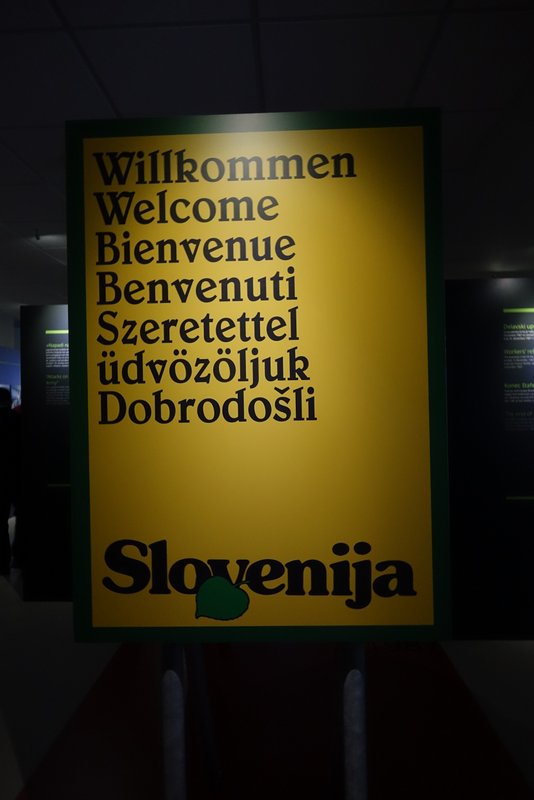 Willkommen
Welcome
Bienvenue
Benvenuti
Szeretettel
üdvözöljuk
Dobrodošli
Slovenija